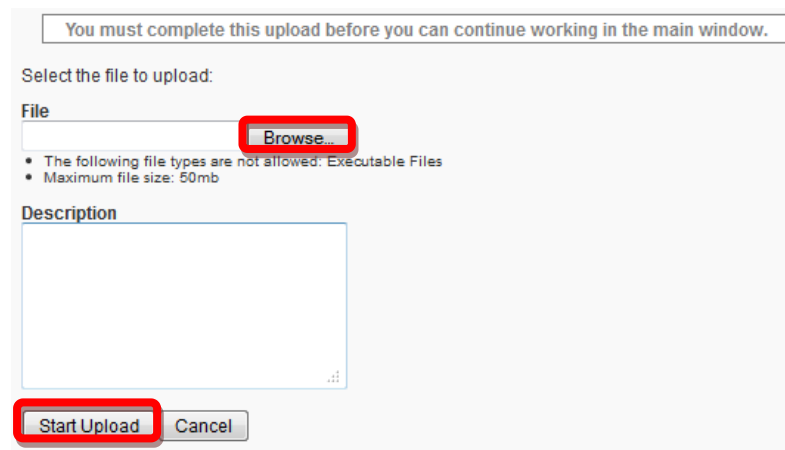 You must complete this upload before you can continue working in the main window.
Select the file to upload:
File
Browse...
• The following file types are not allowed: Executable Files
• Maximum file size: 50mb
Description
Start Upload Cancel